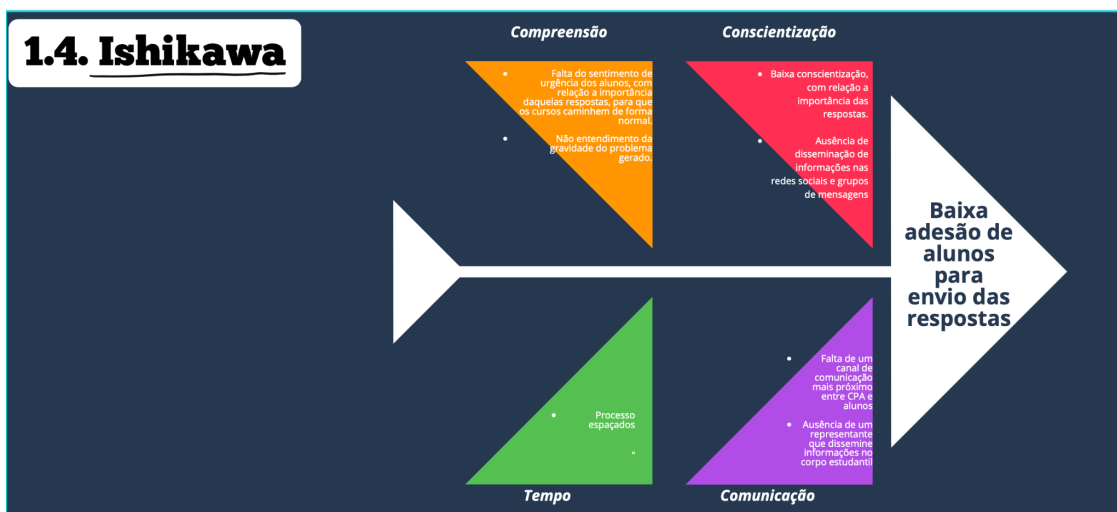 1.4. Ishikawa
Compreensão
Falta do sentimento de
urgência dos alunos, com
relação a importância
daquelas respostas, para que
os cursos caminhem de forma
normal.
Não entendimento da
gravidade do problema
gerado.
Conscientização
Baixa conscientização,
com relação a
importância das
respostas.
Ausência de
disseminação de
informações nas
redes sociais e grupos
de mensagens
Baixa
adesão de
alunos
para
envio das
respostas
Processo
espaçados
"
Tempo
Falta de um
canal de
comunicação
mais próximo
entre CPA e
alunos
Ausência de um
representante
que dissemine
informações no
corpo estudantil
Comunicação